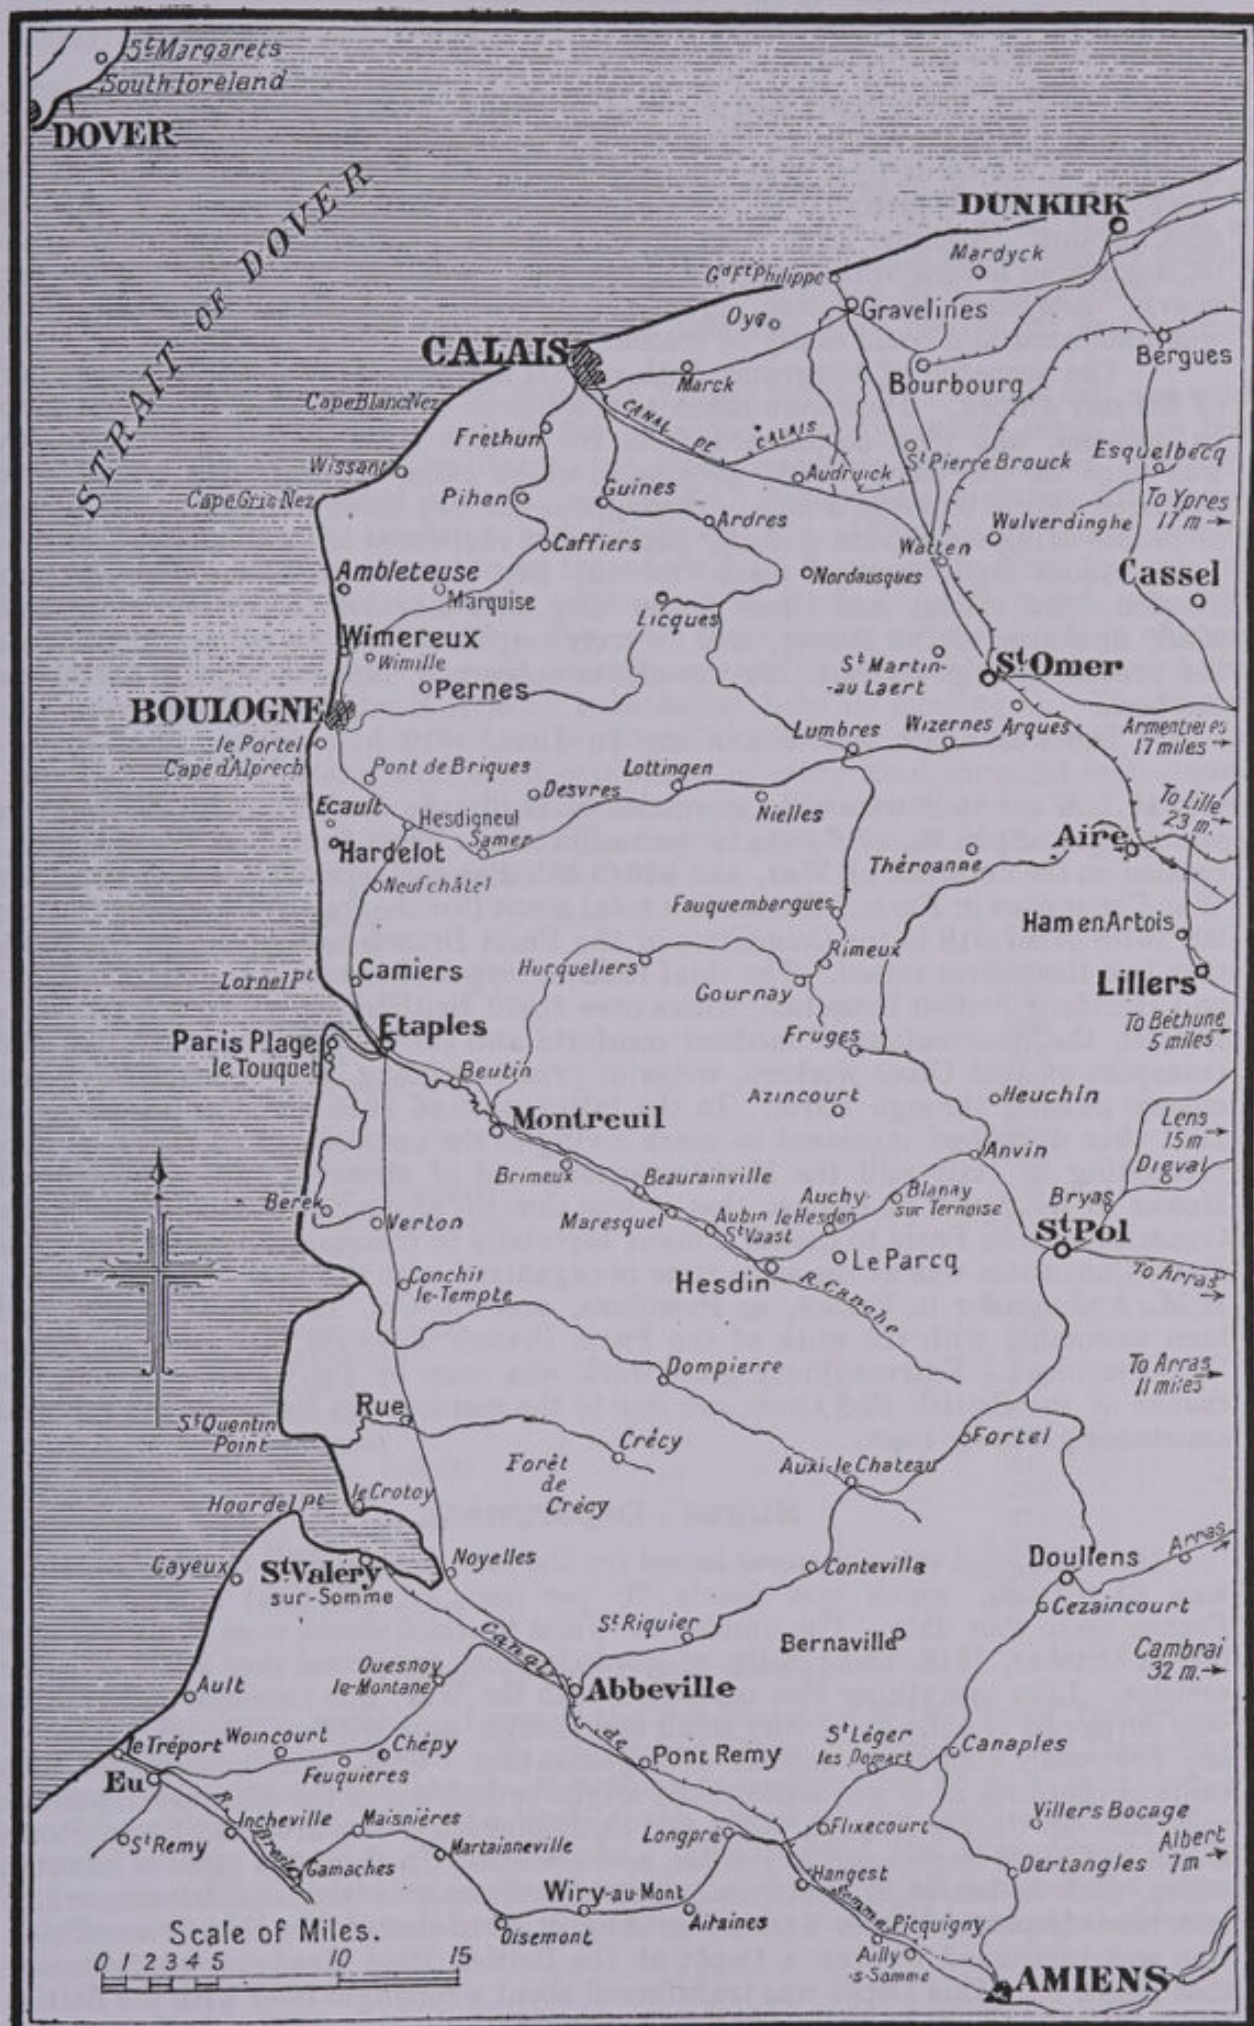 St Margarets
South Foreland
DOVER
STRAIT OF DOVER
DUNKIRK
Mardyck
Gd Ft Philippe
Gravelines
Oye
CALAIS
Marck
Bourbourg
Bergues
Cape Blanc Nez
CANAL DE CALAIS
Frethun
Wissant
Audruick
St Pierre Brouck
Esquelbecq
Cape Gris Nez
Pihen
Guines
Ardres
To Ypres
17 m
Wulverdinghe
Caffiers
Watten
Ambleteuse
Marquise
Nordausques
Cassel
Licques
Wimereux
Wimille
St Martin-
-au Laert
St Omer
Pernes
BOULOGNE
le Portel
Cape d'Alprech
Lumbres
Wizernes
Arques
Armentières
17 miles
Pont de Briques
Lottingen
Desvres
Nielles
To Lille
23 m.
Ecault
Hesdigneul
Samer
Hardelot
Aire
Théroanne
Neufchâtel
Fauquembergues
Ham en Artois
Rimeux
Hurqueliers
Camiers
Lornel Pt
Gournay
Lillers
Etaples
Paris Plage
le Touquet
Fruges
To Béthune
5 miles
Beutin
Azincourt
Heuchin
Montreuil
Lens
15 m
Anvin
Dieval
Brimeux
Beaurainville
Berck
Verton
Maresquel
Aubin
St Vaast
Auchy-
le Hesden
Blanay
sur Ternoise
Bryas
St Pol
Le Parcq
Hesdin
R. Canche
To Arras
Conchil
le-Temple
Dompierre
To Arras
11 miles
Rue
St Quentin
Point
Crécy
Forêt
de
Crécy
Fortel
Auxi-le Chateau
Hourdel Pt
le Crotoy
Cayeux
St Valéry
sur-Somme
Noyelles
Conteville
Doullens
Arras
Cezaincourt
St Riquier
Bernaville
Cambrai
32 m.
Canal de Somme
Quesnoy
le-Montane
Ault
Abbeville
le Tréport
Woincourt
Chépy
Feuquieres
Pont Remy
St Léger
les Domart
Canaples
Eu
R. Bresle
Incheville
Maisnières
St Remy
Martainneville
Gamaches
Longpré
Flixecourt
Villers Bocage
Albert
7 m
Hangest
Dertangles
Wiry-au-Mont
Airaines
Oisemont
Picquigny
Ailly
-s-Somme
AMIENS
Scale of Miles.
0 1 2 3 4 5 10 15